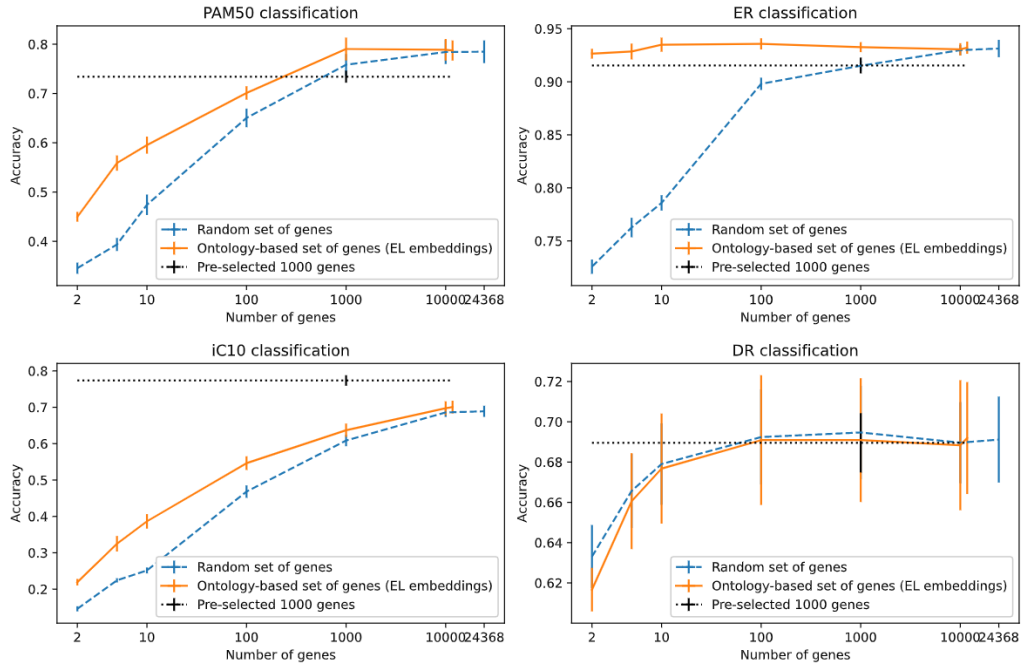 PAM50 classification
Accuracy
0.8
0.7
0.6
0.5
0.4
Random set of genes
Ontology-based set of genes (EL embeddings)
Pre-selected 1000 genes
2 10 100 1000 10000 24368
Number of genes
ER classification
Accuracy
0.95
0.90
0.85
0.80
0.75
Random set of genes
Ontology-based set of genes (EL embeddings)
Pre-selected 1000 genes
2 10 100 1000 10000 24368
Number of genes
iC10 classification
Accuracy
0.8
0.7
0.6
0.5
0.4
0.3
0.2
Random set of genes
Ontology-based set of genes (EL embeddings)
Pre-selected 1000 genes
2 10 100 1000 10000 24368
Number of genes
DR classification
Accuracy
0.72
0.70
0.68
0.66
0.64
0.62
Random set of genes
Ontology-based set of genes (EL embeddings)
Pre-selected 1000 genes
2 10 100 1000 10000 24368
Number of genes